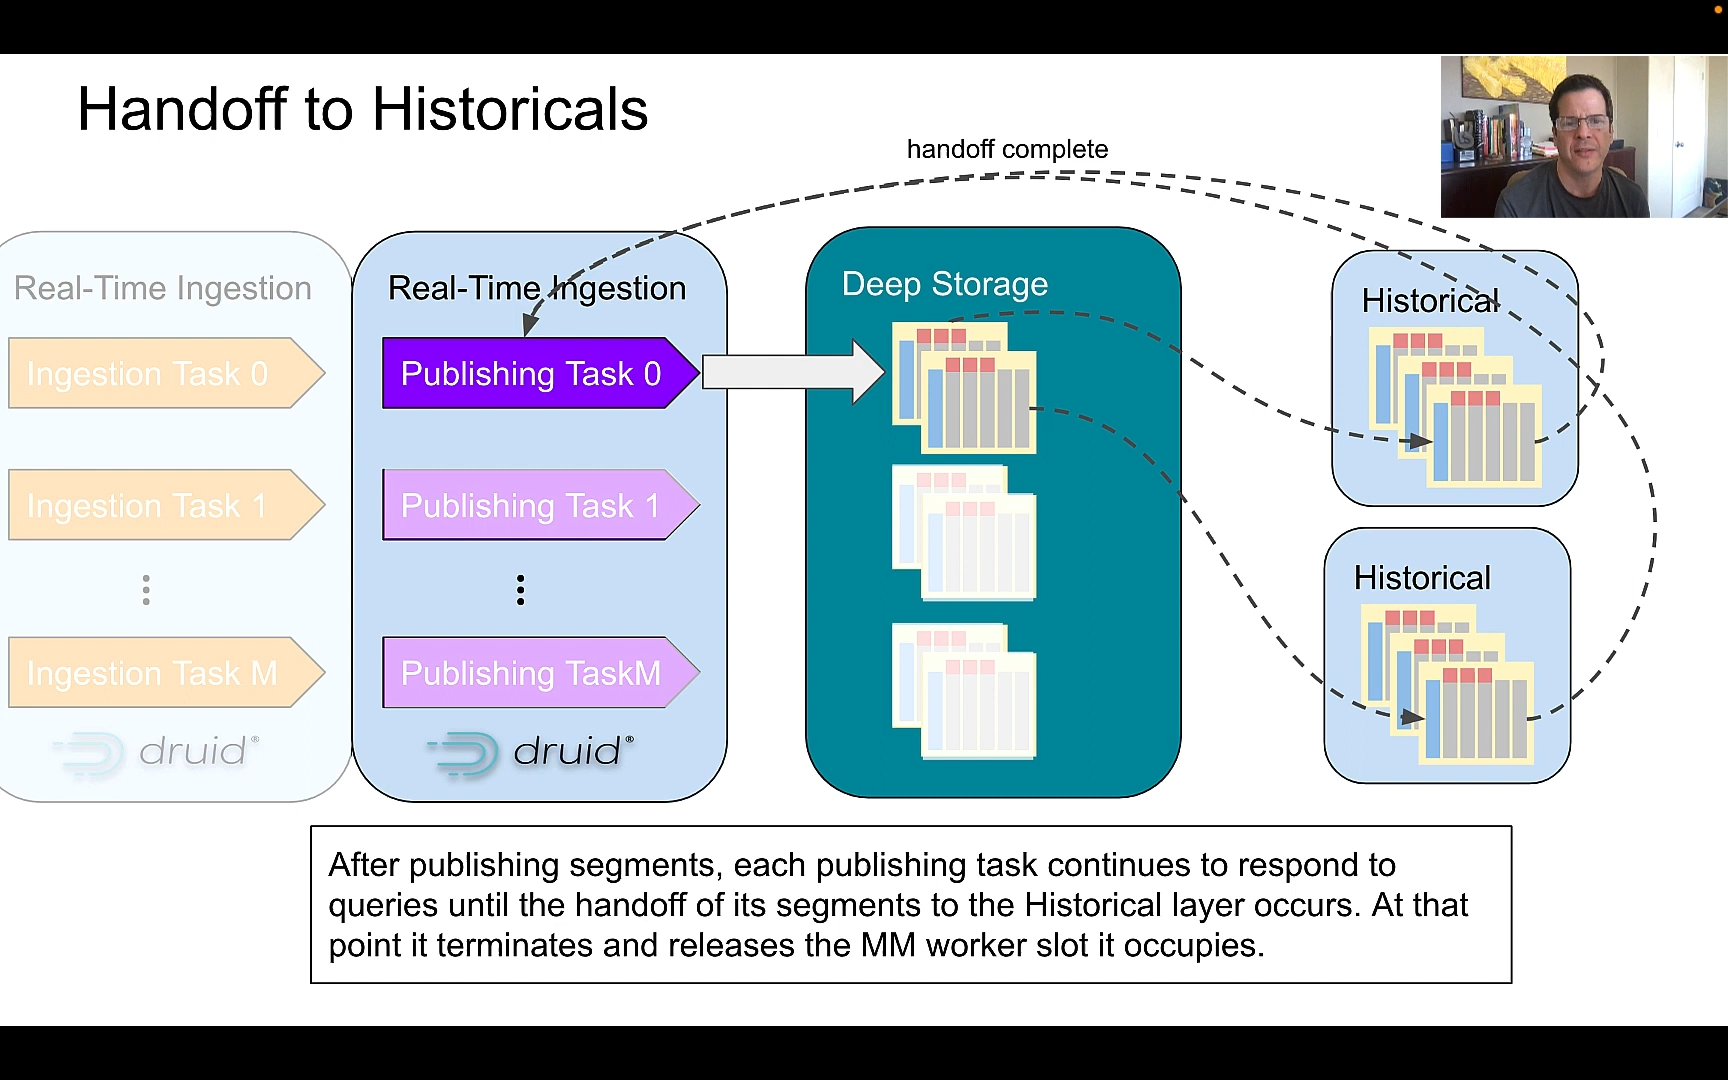 Handoff to Historicals
handoff complete
Real-Time Ingestion
Ingestion Task 0
Ingestion Task 1
Ingestion Task M
druid®
Real-Time Ingestion
Publishing Task 0
Publishing Task 1
Publishing TaskM
druid®
Deep Storage
Historical
Historical
After publishing segments, each publishing task continues to respond to
queries until the handoff of its segments to the Historical layer occurs. At that
point it terminates and releases the MM worker slot it occupies.